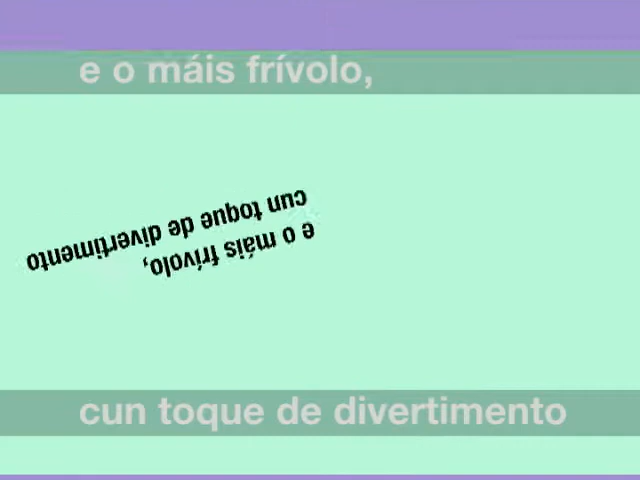 e o máis frívolo,
e o máis frívolo,
cun toque de divertimento
cun toque de divertimento